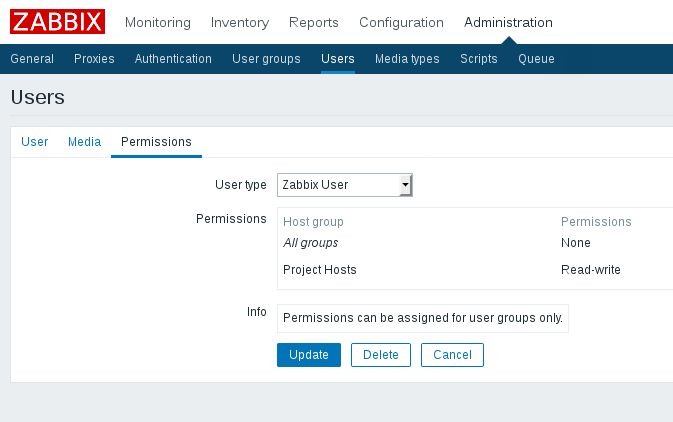 ZABBIX Monitoring Inventory Reports Configuration Administration
General Proxies Authentication User groups Users Media types Scripts Queue
Users
User Media Permissions
User type Zabbix User
Permissions Host group Permissions
All groups None
Project Hosts Read-write
Info Permissions can be assigned for user groups only.
Update Delete Cancel